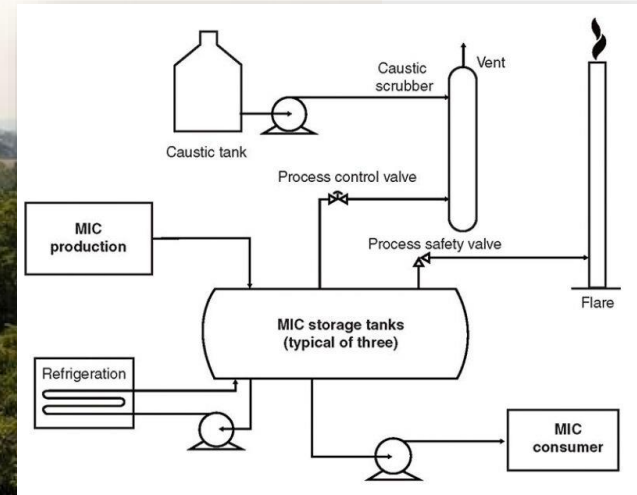 Caustic
scrubber
Vent
Caustic tank
Process control valve
MIC
production
Process safety valve
Flare
MIC storage tanks
(typical of three)
Refrigeration
MIC
consumer